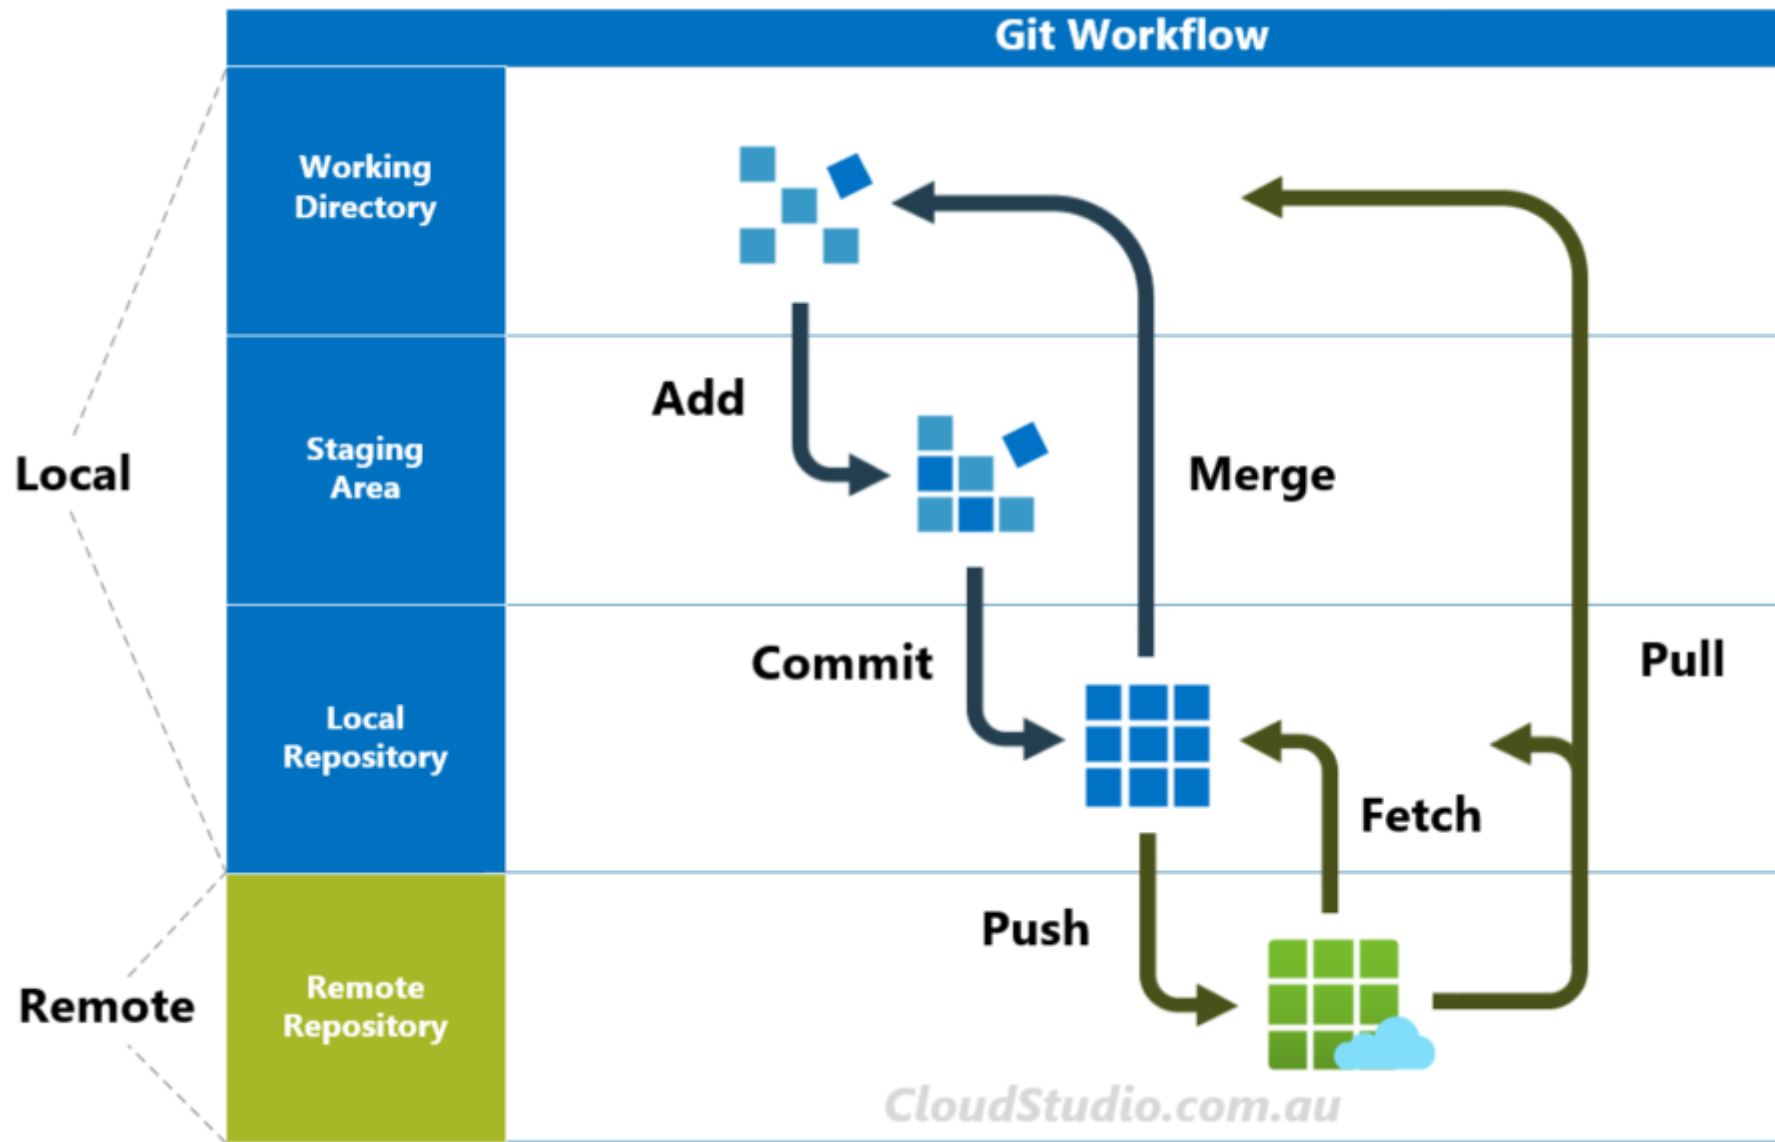 Git Workflow
Working
Directory
Add
Staging
Area
Local
Merge
Commit
Pull
Local
Repository
Fetch
Push
Remote
Remote
Repository
CloudStudio.com.au